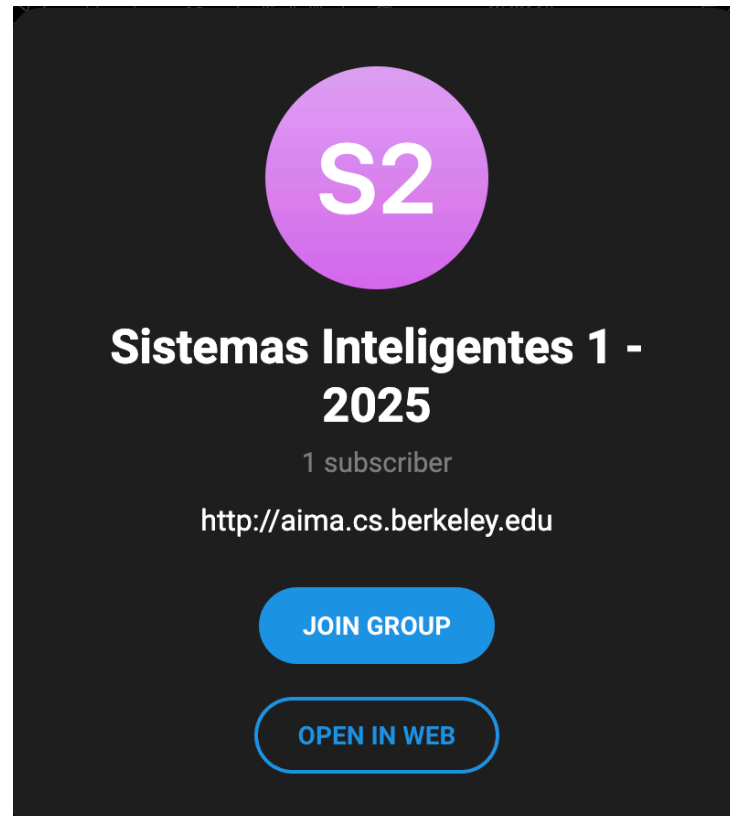 S2
Sistemas Inteligentes 1 -
2025
1 subscriber
http://aima.cs.berkeley.edu
JOIN GROUP
OPEN IN WEB